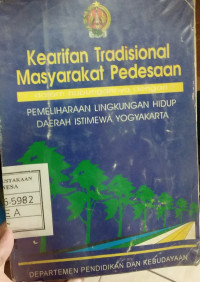 Kearifan Tradisional
Masyarakat Pedesaan
PEMELIHARAAN LINGKUNGAN HIDUP
DAERAH ISTIMEWA YOGYAKARTA
DEPARTEMEN PENDIDIKAN DAN KEBUDAYAAN